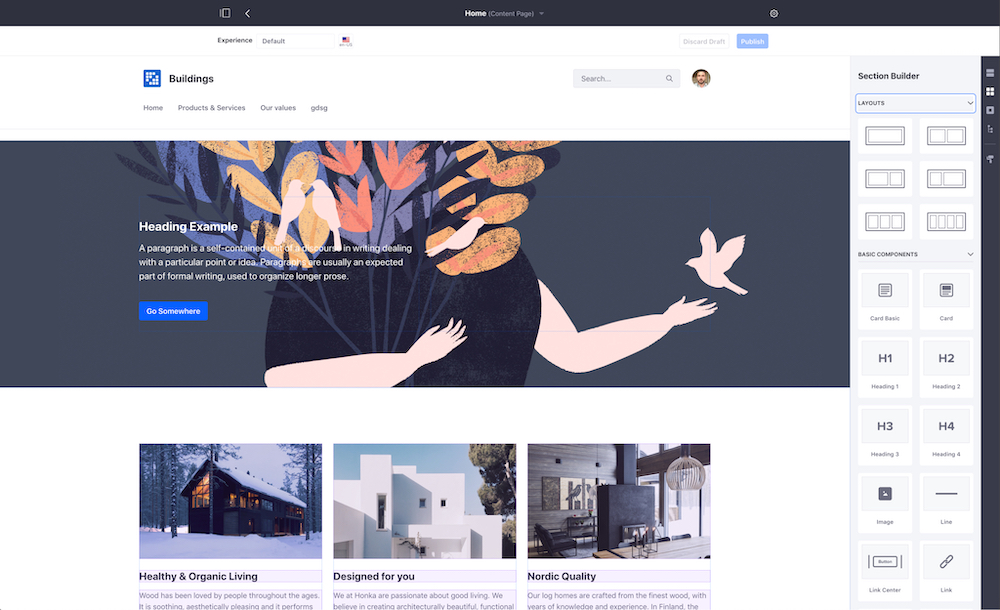 Home (Content Page)
Experience
Default
Discard Draft
Publish
Buildings
Search...
Home
Products & Services
Our values
gdsg
Heading Example
A paragraph is a self-contained unit of a discourse in writing dealing
with a particular point or idea. Paragraphs are usually an expected
part of formal writing, used to organize longer prose.
Go Somewhere
Healthy & Organic Living
Wood has been loved by people throughout the ages.
It is soothing, aesthetically pleasing and it performs
Designed for you
We at Honka are passionate about good living. We
believe in creating architecturally beautiful, functional
Nordic Quality
Our log homes are crafted from the finest wood, with
years of knowledge and experience. In Finland, the
Section Builder
LAYOUTS
BASIC COMPONENTS
Card Basic
Card
H1
H2
Heading 1
Heading 2
H3
H4
Heading 3
Heading 4
Image
Line
Button
Link Center
Link